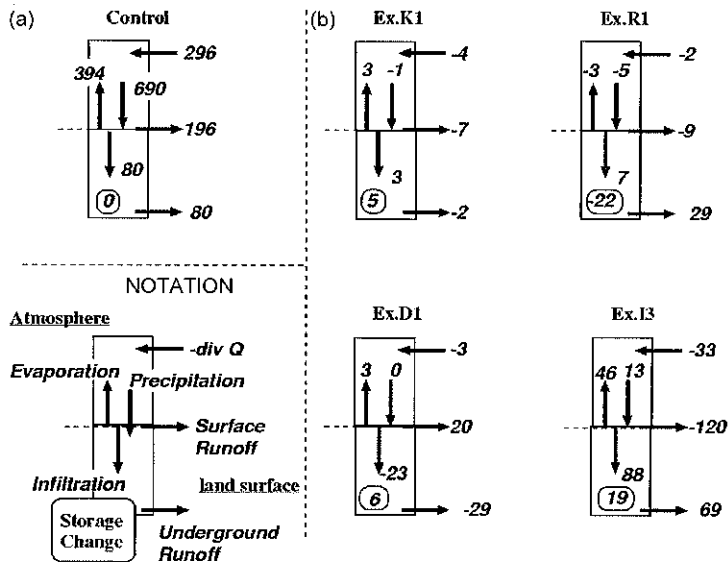 (a)
Control
296
394
690
196
80
0
80
NOTATION
Atmosphere
-div Q
Evaporation
Precipitation
Surface
Runoff
Infiltration
land surface
Storage
Change
Underground
Runoff
(b)
Ex.K1
-4
3
-1
-7
3
5
-2
Ex.R1
-2
-3
-5
-9
7
-22
29
Ex.D1
-3
3
0
20
-23
6
-29
Ex.I3
-33
46
13
-120
88
19
69